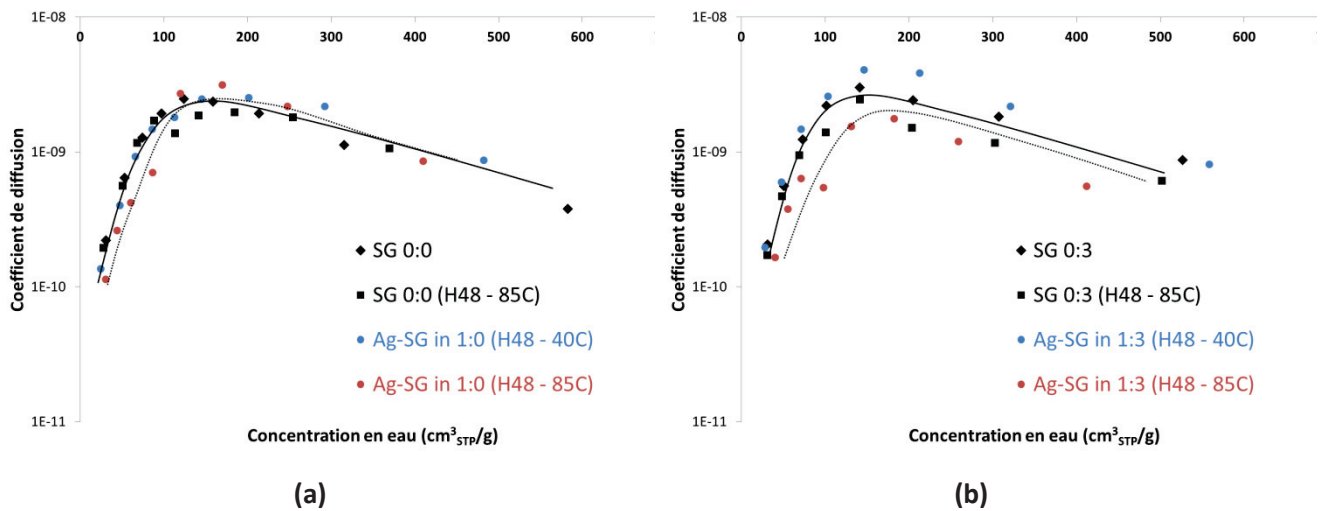 1E-08
0 100 200 300 400 500 600
1E-09
1E-10
1E-11
Coefficient de diffusion
SG 0:0
SG 0:0 (H48 - 85C)
Ag-SG in 1:0 (H48 - 40C)
Ag-SG in 1:0 (H48 - 85C)
Concentration en eau (cm³STP/g)
(a)
1E-08
0 100 200 300 400 500 600
1E-09
1E-10
1E-11
Coefficient de diffusion
SG 0:3
SG 0:3 (H48 - 85C)
Ag-SG in 1:3 (H48 - 40C)
Ag-SG in 1:3 (H48 - 85C)
Concentration en eau (cm³STP/g)
(b)